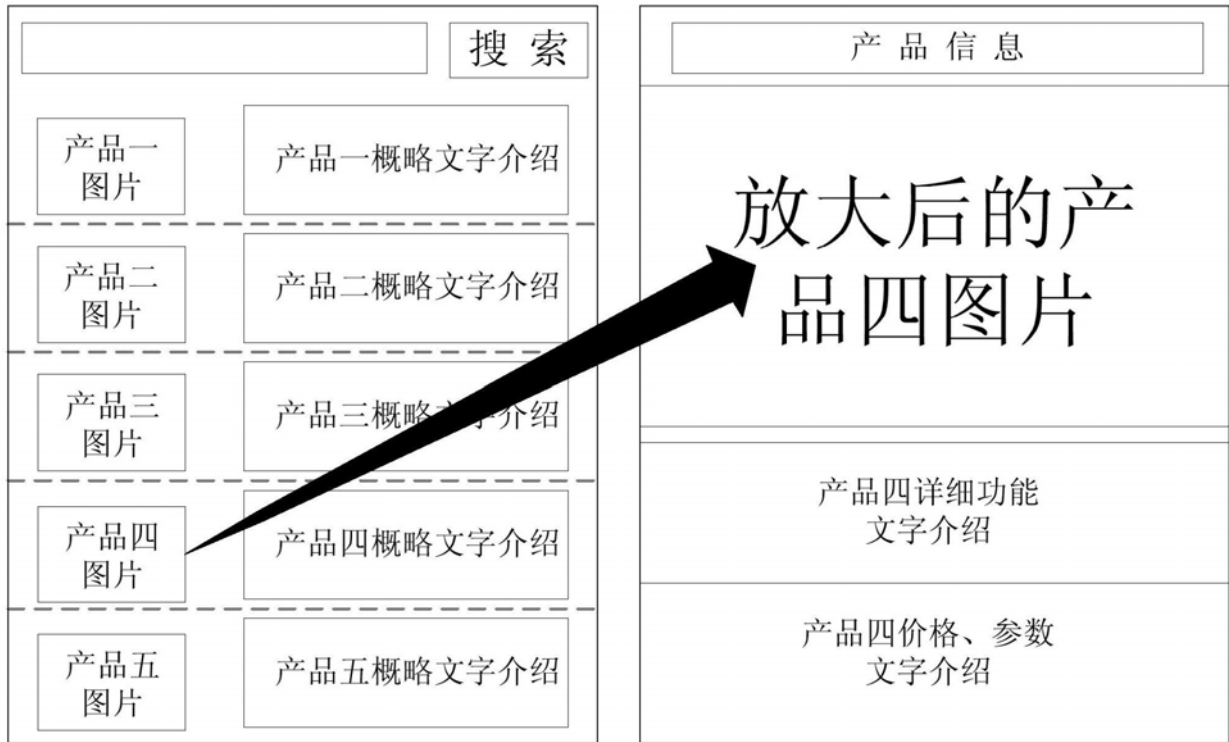 搜 索
产品一
图片
产品一概略文字介绍
产品二
图片
产品二概略文字介绍
产品三
图片
产品三概略文字介绍
产品四
图片
产品四概略文字介绍
产品五
图片
产品五概略文字介绍
产 品 信 息
放大后的产
品四图片
产品四详细功能
文字介绍
产品四价格、参数
文字介绍